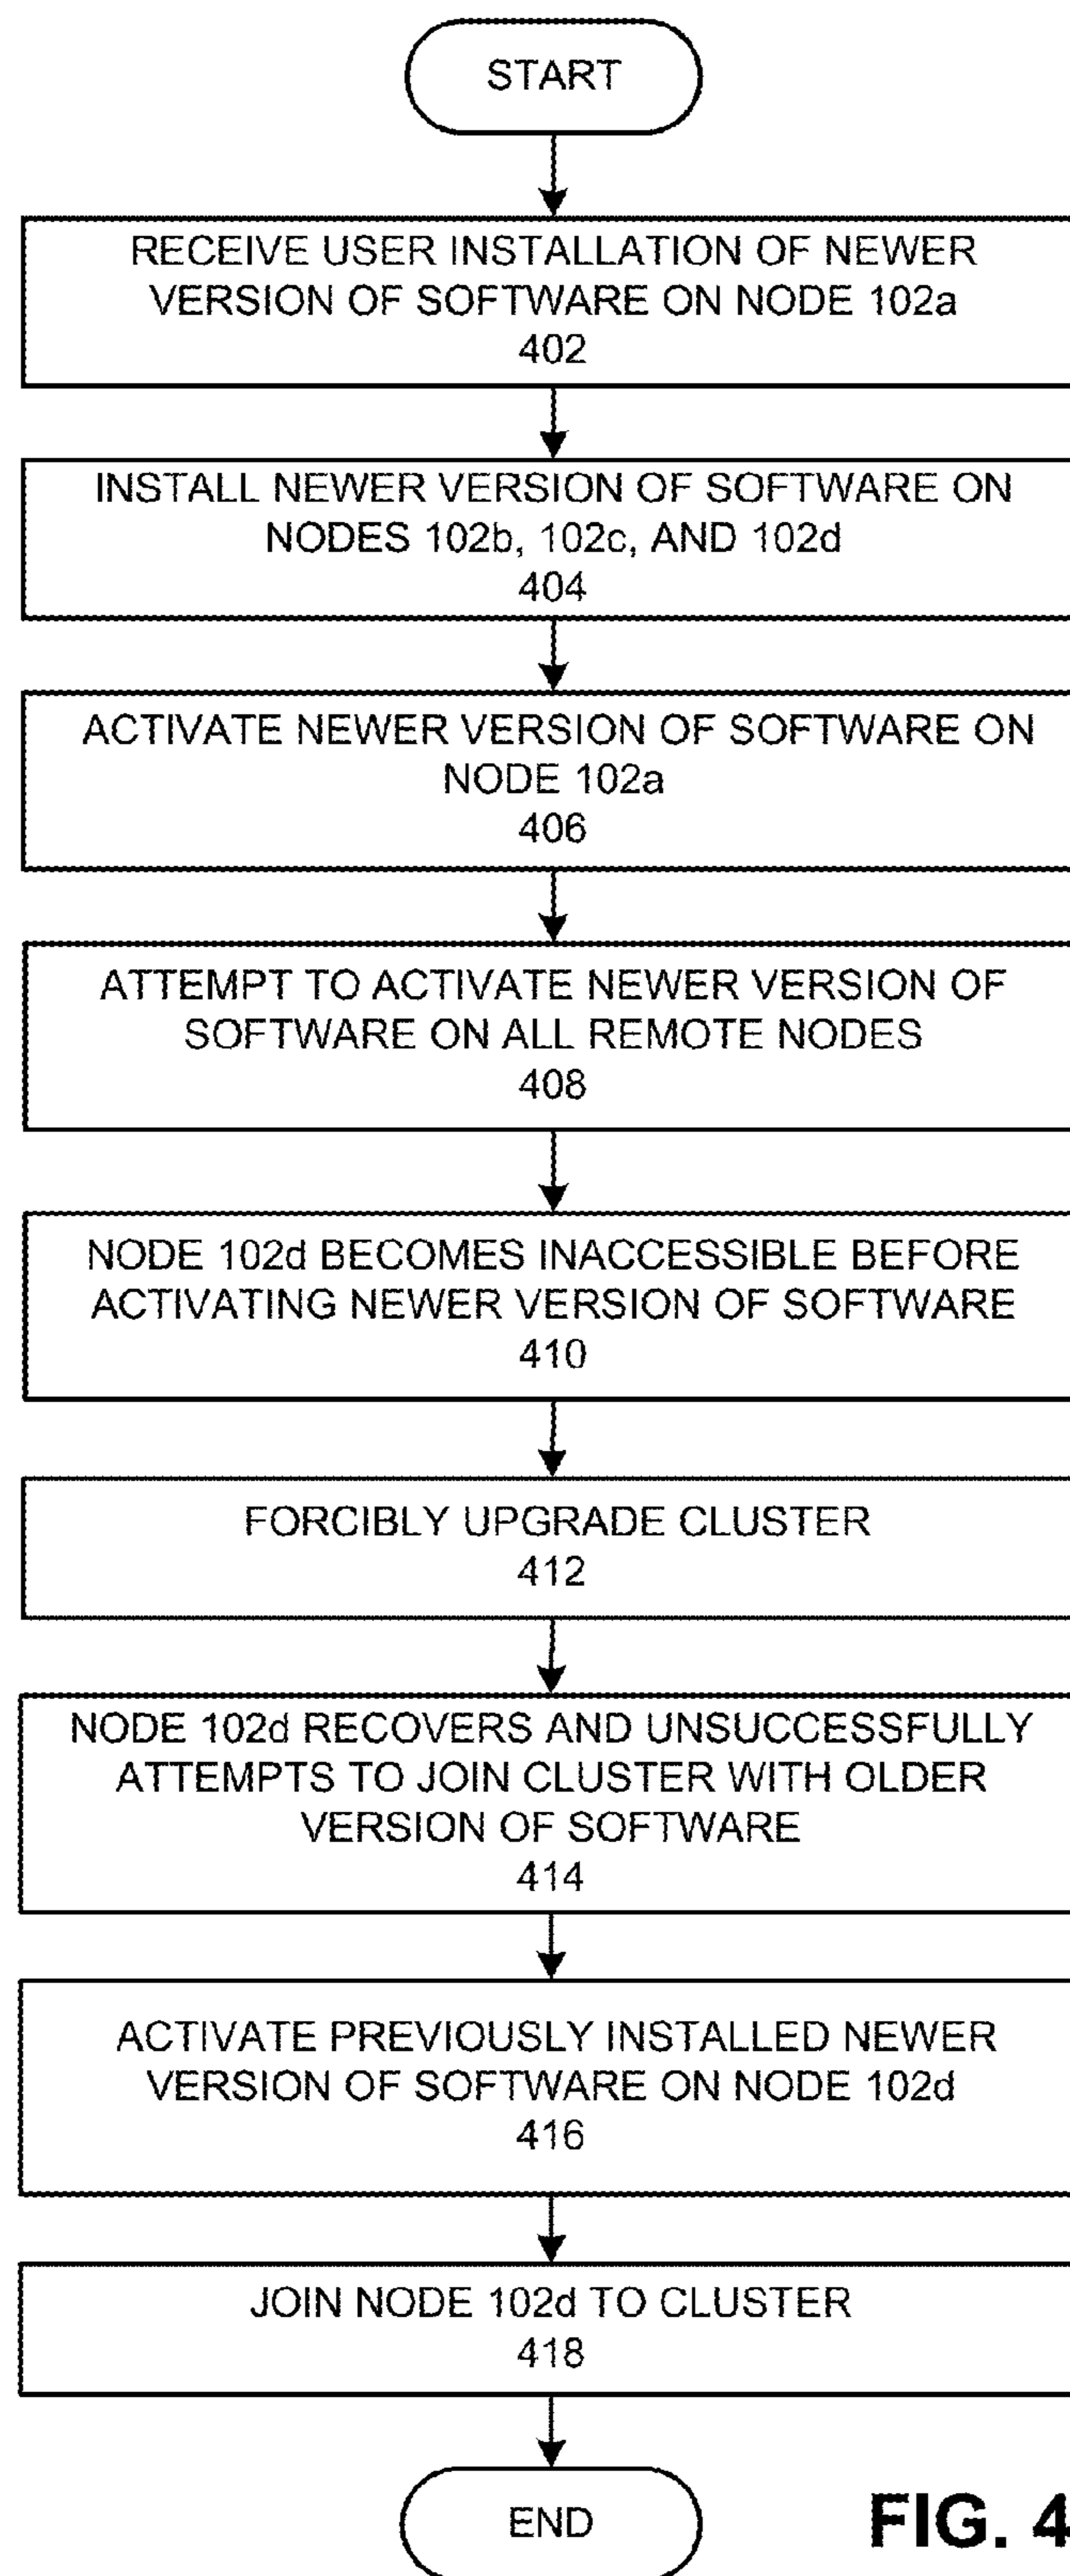 START
RECEIVE USER INSTALLATION OF NEWER
VERSION OF SOFTWARE ON NODE 102a
402
INSTALL NEWER VERSION OF SOFTWARE ON
NODES 102b, 102c, AND 102d
404
ACTIVATE NEWER VERSION OF SOFTWARE ON
NODE 102a
406
ATTEMPT TO ACTIVATE NEWER VERSION OF
SOFTWARE ON ALL REMOTE NODES
408
NODE 102d BECOMES INACCESSIBLE BEFORE
ACTIVATING NEWER VERSION OF SOFTWARE
410
FORCIBLY UPGRADE CLUSTER
412
NODE 102d RECOVERS AND UNSUCCESSFULLY
ATTEMPTS TO JOIN CLUSTER WITH OLDER
VERSION OF SOFTWARE
414
ACTIVATE PREVIOUSLY INSTALLED NEWER
VERSION OF SOFTWARE ON NODE 102d
416
JOIN NODE 102d TO CLUSTER
418
END
FIG. 4